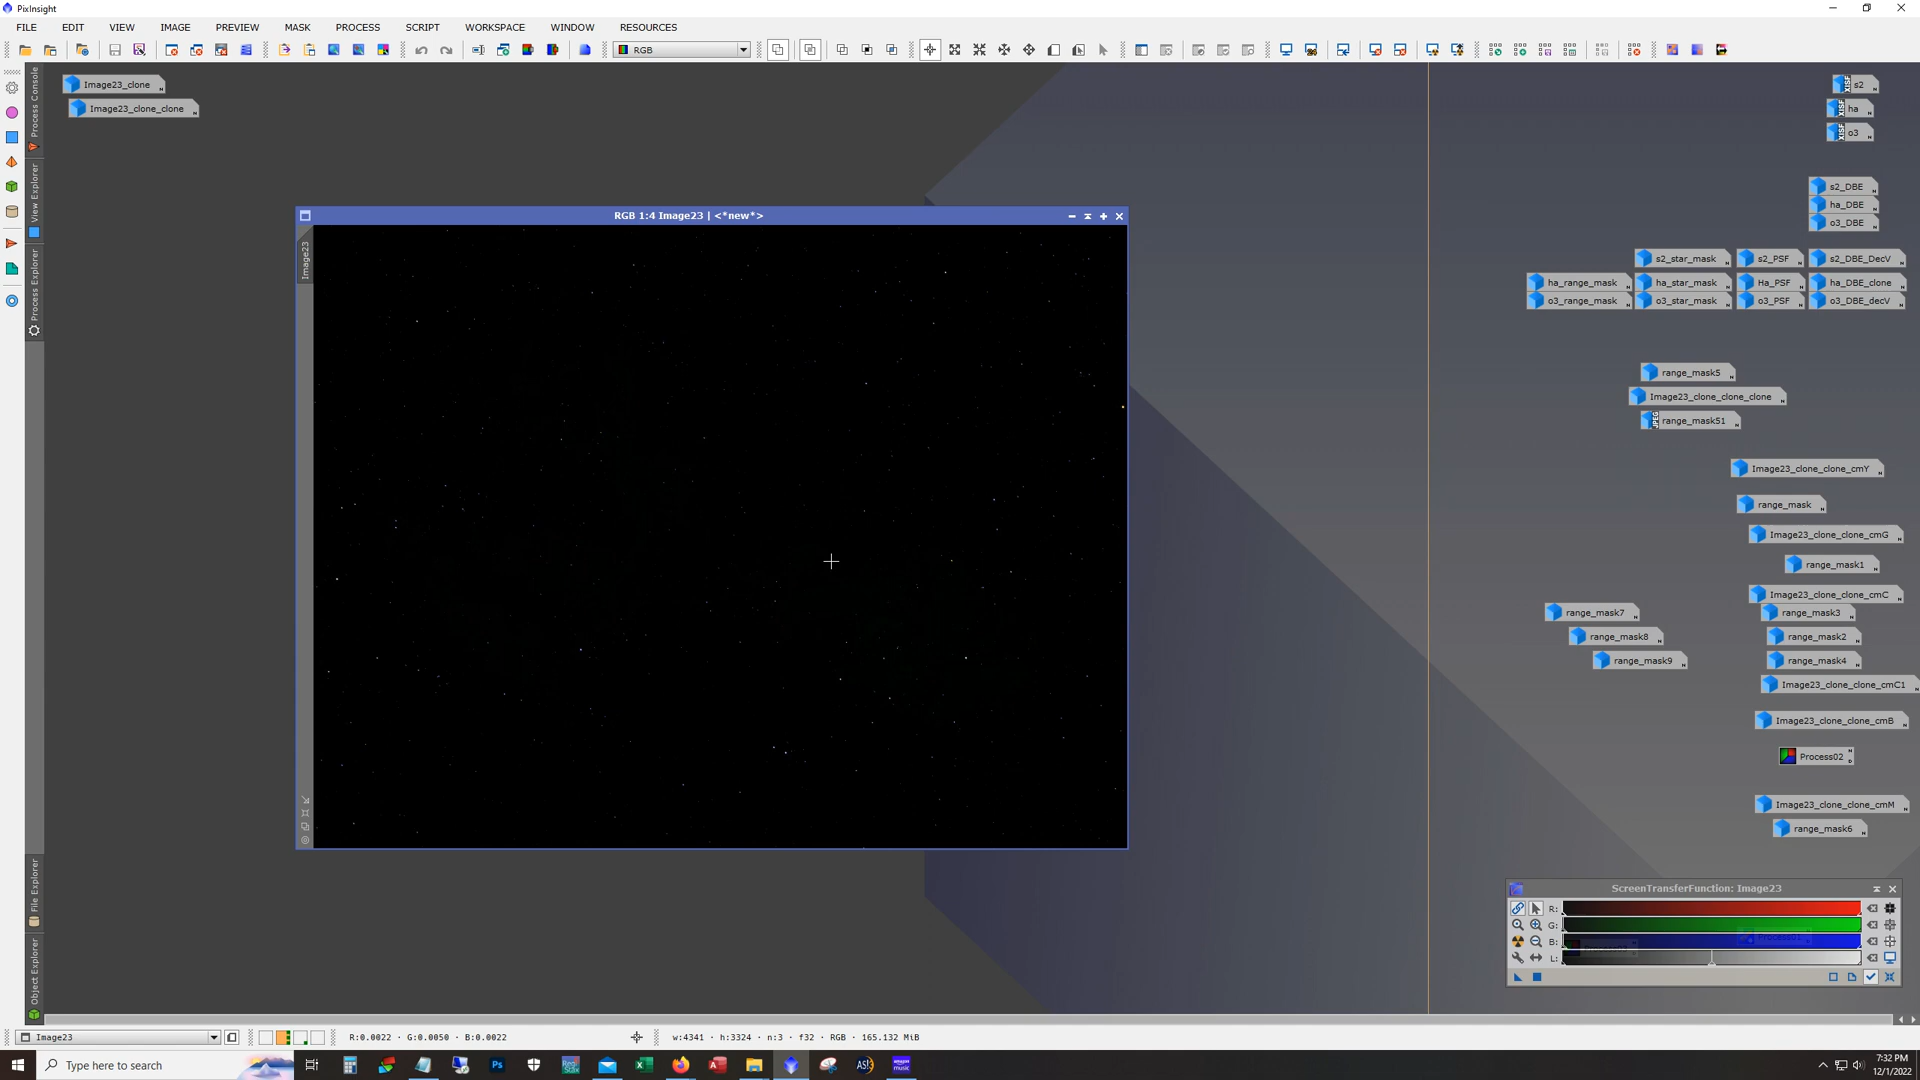 PixInsight
FILE EDIT VIEW IMAGE PREVIEW MASK PROCESS SCRIPT WORKSPACE WINDOW RESOURCES
RGB
Process Console
View Explorer
Process Explorer
File Explorer
Object Explorer
Image23_clone
Image23_clone_clone
RGB 1:4 Image23 | <*new*>
Image23
s2
ha
o3
s2_DBE
ha_DBE
o3_DBE
s2_star_mask s2_PSF s2_DBE_DecV
ha_range_mask ha_star_mask Ha_PSF ha_DBE_clone
o3_range_mask o3_star_mask o3_PSF o3_DBE_decV
range_mask5
Image23_clone_clone_clone
range_mask51
Image23_clone_clone_cmY
range_mask
Image23_clone_clone_cmG
range_mask1
Image23_clone_clone_cmC
range_mask7 range_mask3
range_mask8 range_mask2
range_mask9 range_mask4
Image23_clone_clone_cmC1
Image23_clone_clone_cmB
Process02
Image23_clone_clone_cmM
range_mask6
ScreenTransferFunction: Image23
R:
G:
B:
L:
Image23 R:0.0022 · G:0.0050 · B:0.0022 w:4341 · h:3324 · n:3 · f32 · RGB · 165.132 MiB
Type here to search
7:32 PM
12/1/2022